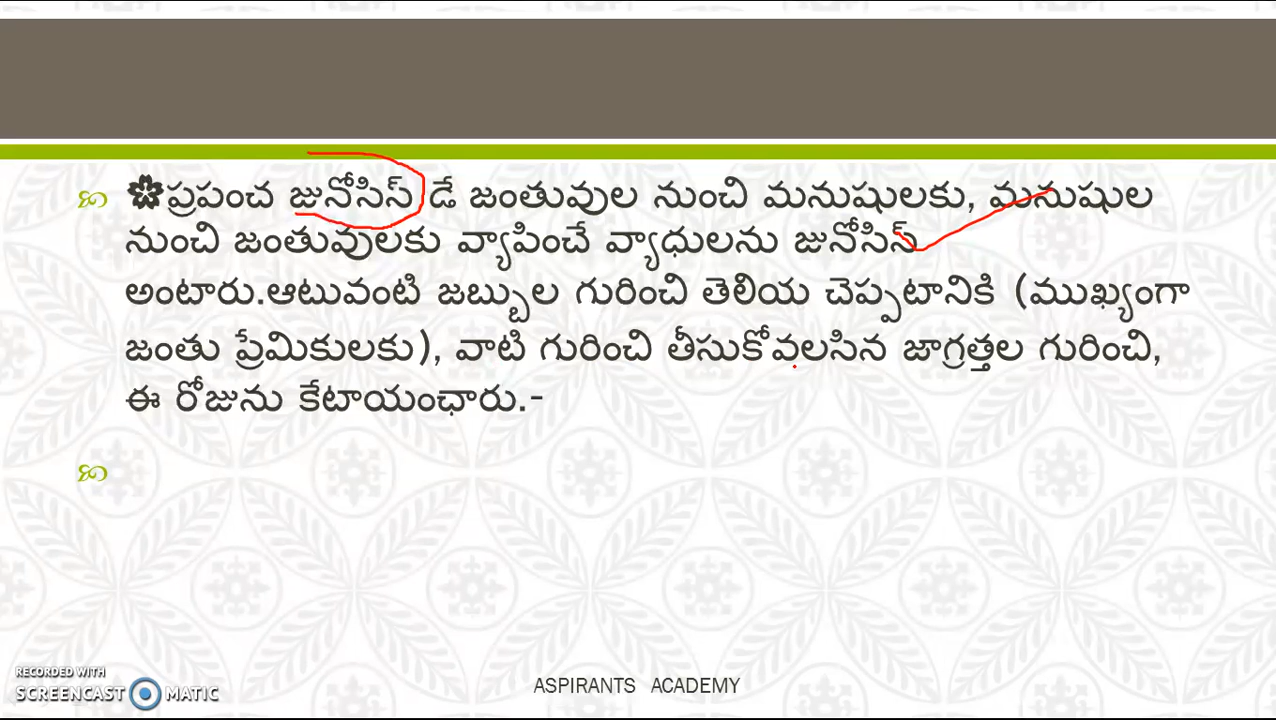 ✽ప్రపంచ జునోసిస్ డే జంతువుల నుంచి మనుషులకు, మనుషుల
నుంచి జంతువులకు వ్యాపించే వ్యాధులను జునోసిస్
అంటారు.ఆటువంటి జబ్బుల గురించి తెలియ చెప్పటానికి (ముఖ్యంగా
జంతు ప్రేమికులకు), వాటి గురించి తీసుకోవలసిన జాగ్రత్తల గురించి,
ఈ రోజును కేటాయంఛారు.-
RECORDED WITH
SCREENCAST MATIC
ASPIRANTS ACADEMY